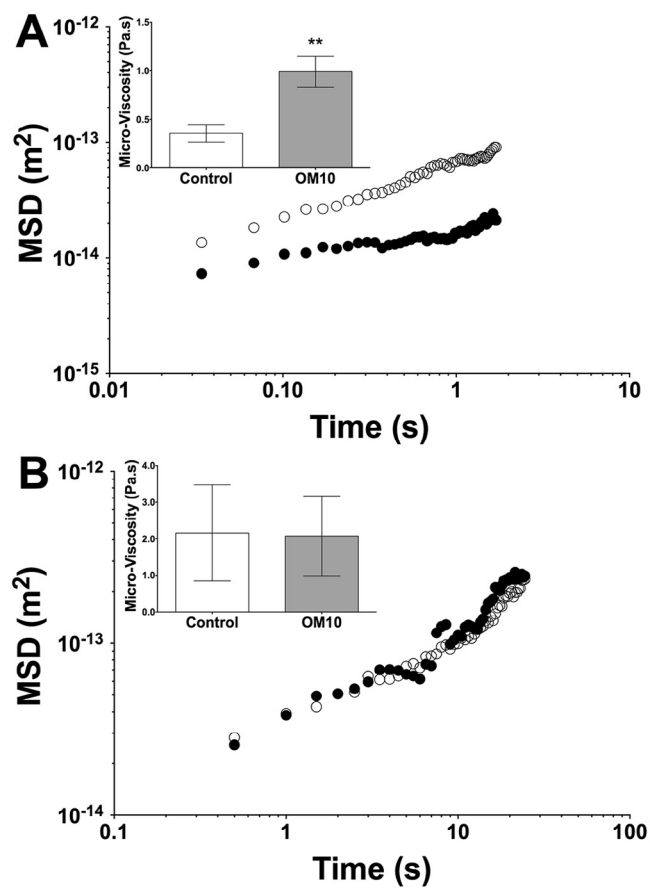 A
MSD (m²)
10⁻¹²
10⁻¹³
10⁻¹⁴
10⁻¹⁵
0.01
0.10
1
10
Time (s)
Micro-Viscosity (Pa.s)
1.5
1.0
0.5
0.0
**
Control
OM10
B
MSD (m²)
10⁻¹²
10⁻¹³
10⁻¹⁴
0.1
1
10
100
Time (s)
Micro-Viscosity (Pa.s)
4.0
3.0
2.0
1.0
0.0
Control
OM10